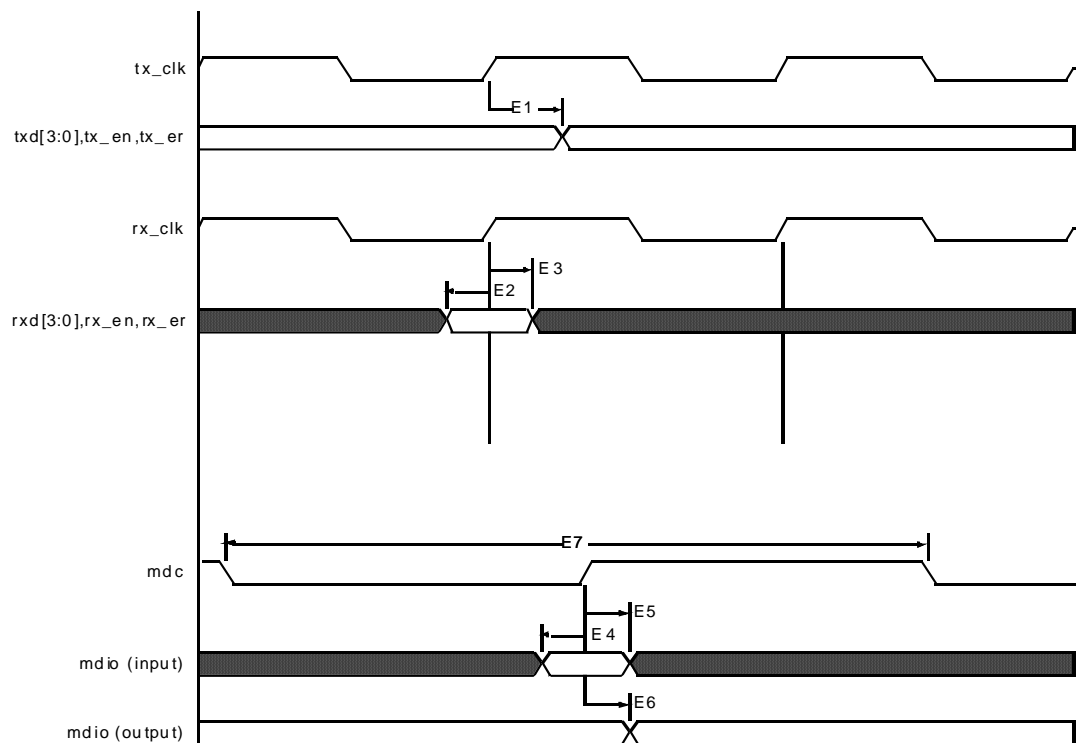 tx_clk
E1
txd[3:0],tx_en,tx_er
rx_clk
E3
E2
rxd[3:0],rx_en,rx_er
E7
mdc
E5
E4
mdio (input)
E6
mdio (output)